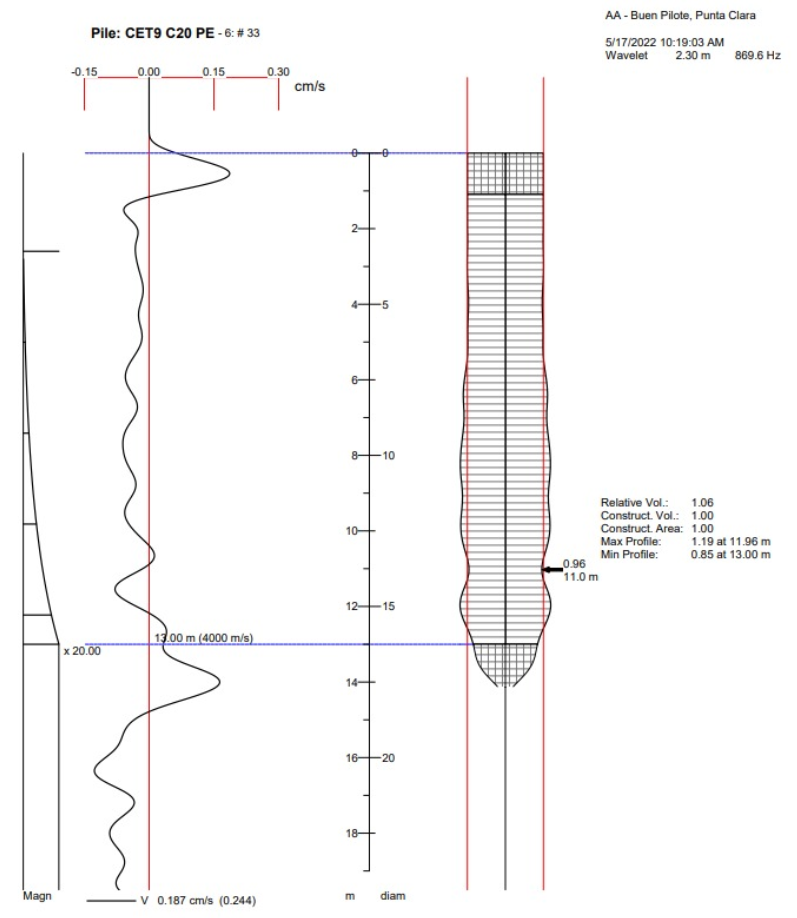 AA - Buen Pilote, Punta Clara
Pile: CET9 C20 PE - 6: # 33
5/17/2022 10:19:03 AM
Wavelet 2.30 m 869.6 Hz
-0.15 0.00 0.15 0.30
cm/s
0 0
2
4 5
6
8 10
10
12 15
14
16 20
18
Relative Vol.: 1.06
Construct. Vol.: 1.00
Construct. Area: 1.00
Max Profile: 1.19 at 11.96 m
Min Profile: 0.85 at 13.00 m
0.96
11.0 m
13.00 m (4000 m/s)
x 20.00
Magn
V 0.187 cm/s (0.244)
m diam